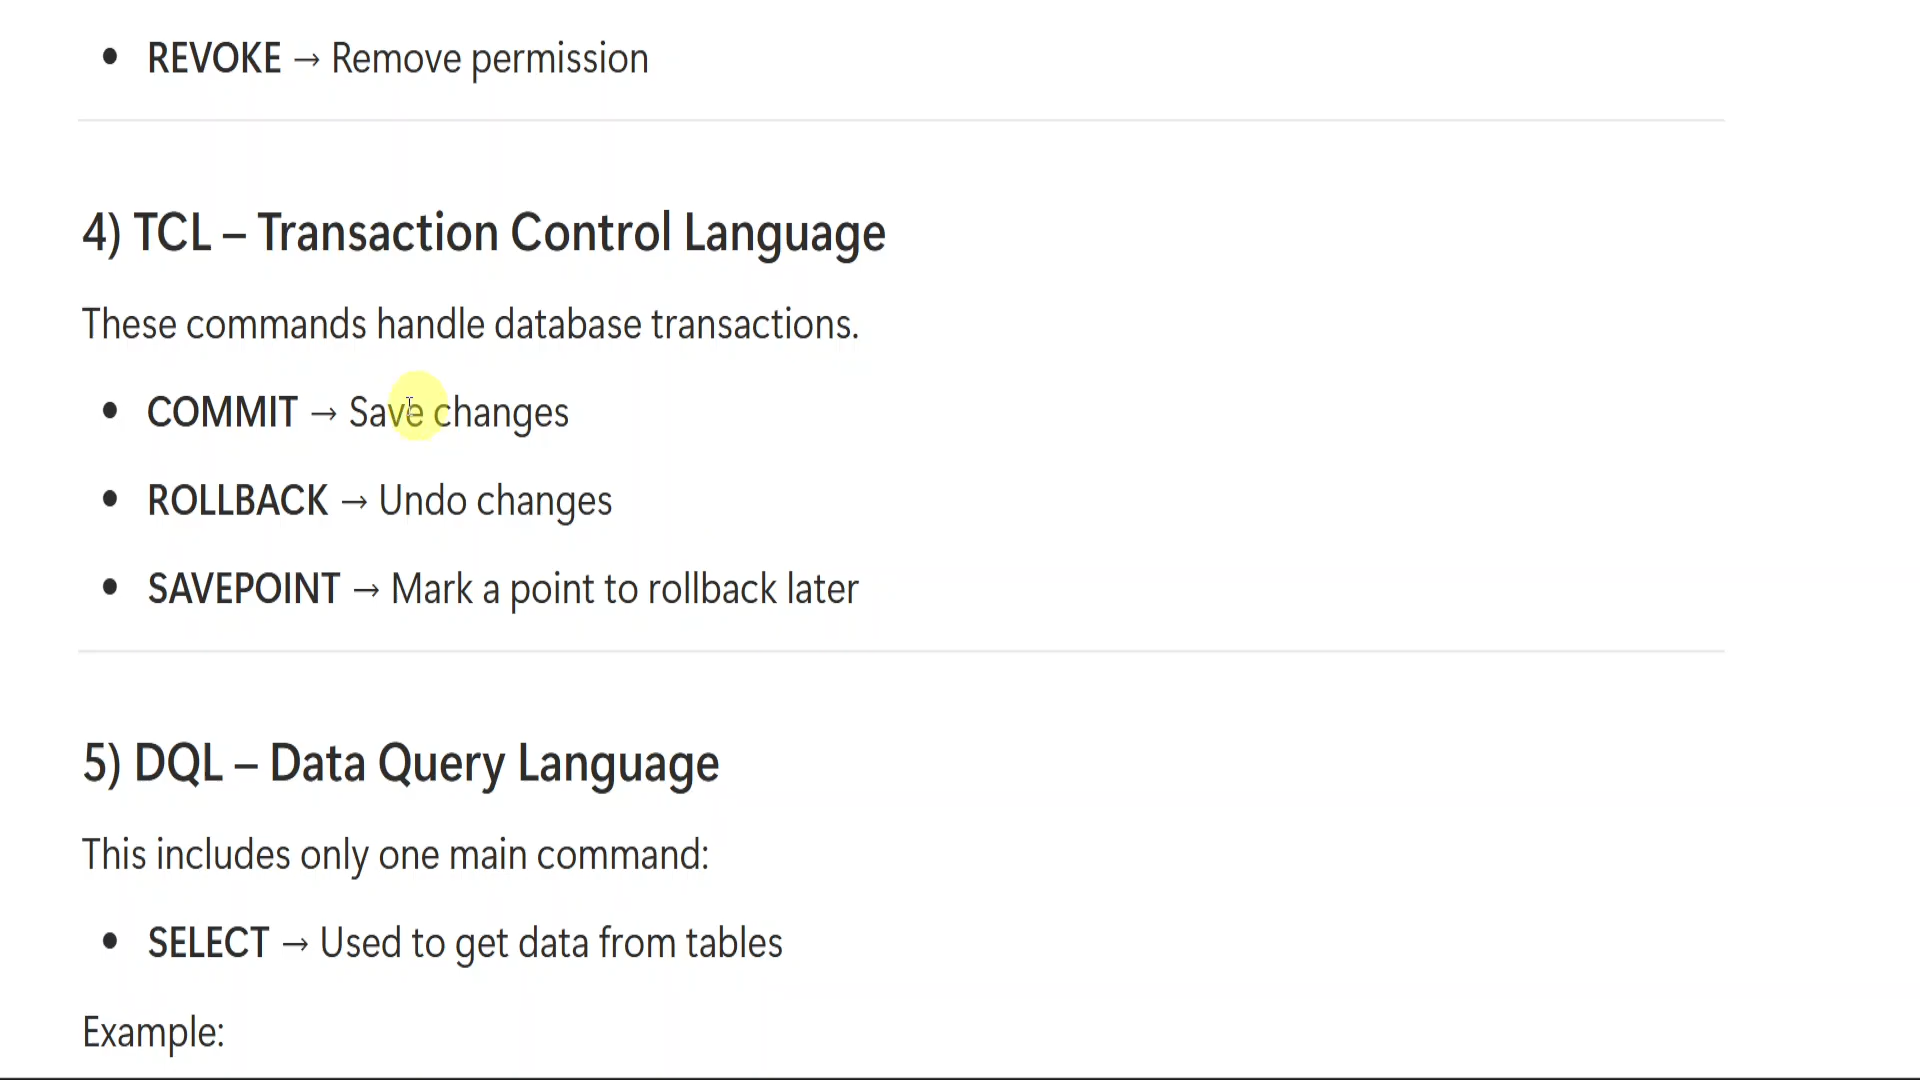 • REVOKE → Remove permission
4) TCL – Transaction Control Language
These commands handle database transactions.
• COMMIT → Save changes
• ROLLBACK → Undo changes
• SAVEPOINT → Mark a point to rollback later
5) DQL – Data Query Language
This includes only one main command:
• SELECT → Used to get data from tables
Example: